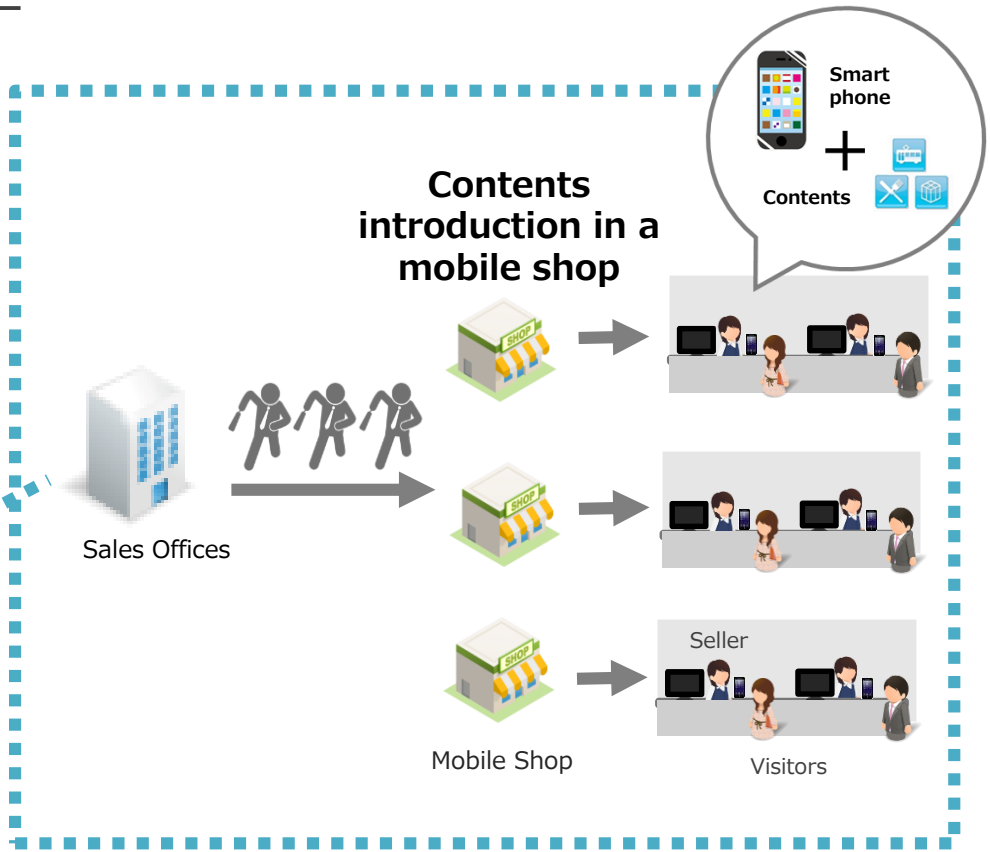 Smart
phone
Contents
Contents
introduction in a
mobile shop
SHOP
SHOP
Sales Offices
SHOP
Seller
Mobile Shop
Visitors